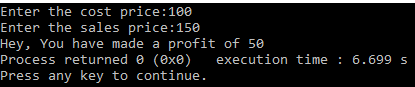 Enter the cost price:100
Enter the sales price:150
Hey, You have made a profit of 50
Process returned 0 (0x0)   execution time : 6.699 s
Press any key to continue.